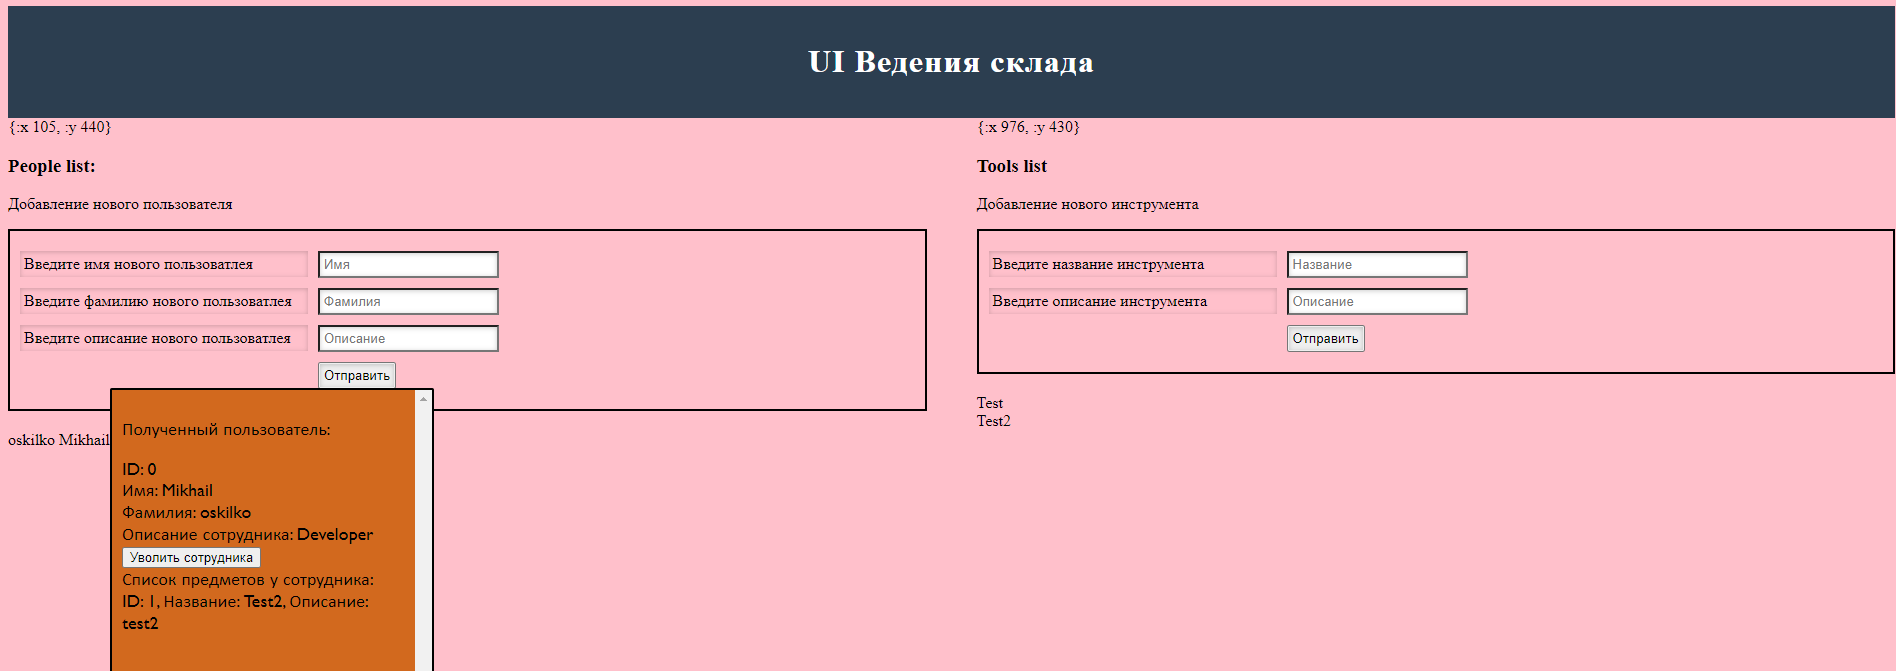 UI Ведения склада
{:x 105, :y 440}
People list:
Добавление нового пользователя
Введите имя нового пользоватлея
Имя
Введите фамилию нового пользоватлея
Фамилия
Введите описание нового пользоватлея
Описание
Отправить
oskilko Mikhail
Полученный пользователь:
ID: 0
Имя: Mikhail
Фамилия: oskilko
Описание сотрудника: Developer
Уволить сотрудника
Список предметов у сотрудника:
ID: 1, Название: Test2, Описание:
test2
{:x 976, :y 430}
Tools list
Добавление нового инструмента
Введите название инструмента
Название
Введите описание инструмента
Описание
Отправить
Test
Test2